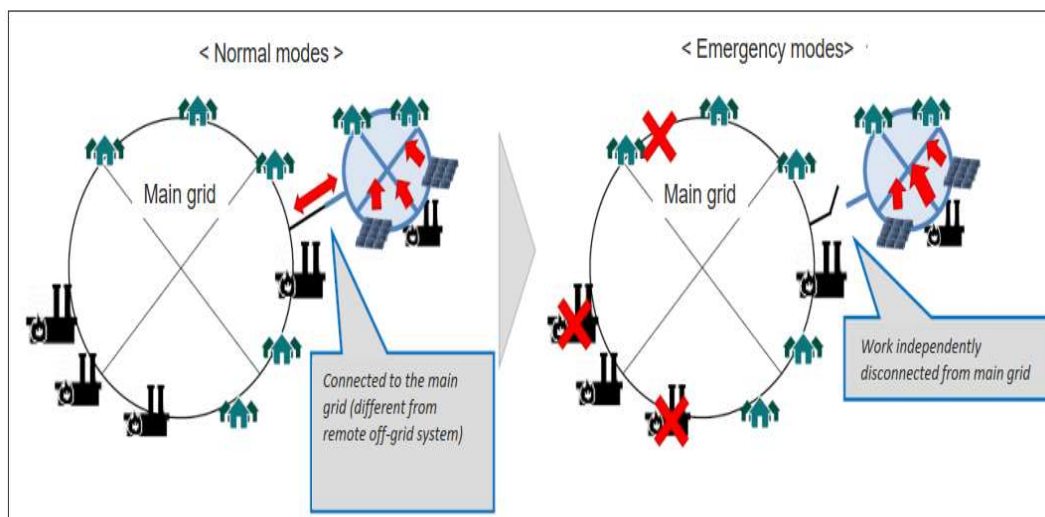 < Normal modes >
< Emergency modes>
Main grid
Main grid
Connected to the main
grid (different from
remote off-grid system)
Work independently
disconnected from main grid